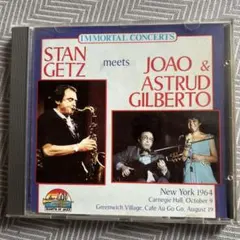 IMMORTAL CONCERTS
STAN
GETZ
meets
JOAO &
ASTRUD
GILBERTO
New York 1964
Carnegie Hall, October 9
Greenwich Village, Cafe Au Go Go, August 19